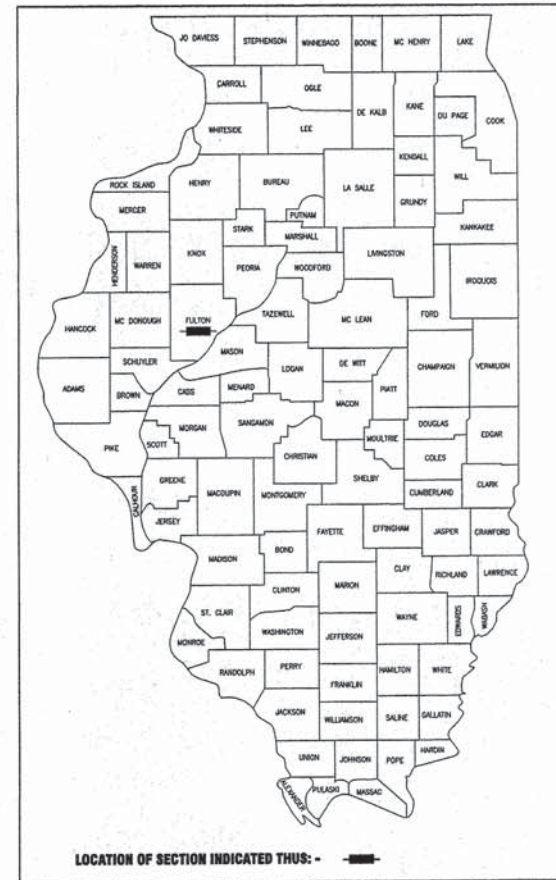 JO DAVIESS
STEPHENSON
WINNEBAGO
BOONE
MC HENRY
LAKE
CARROLL
OGLE
DE KALB
KANE
DU PAGE
COOK
WHITESIDE
LEE
KENDALL
WILL
ROCK ISLAND
HENRY
BUREAU
LA SALLE
GRUNDY
MERCER
PUTNAM
KANKAKEE
STARK
MARSHALL
HENDERSON
WARREN
KNOX
PEORIA
WOODFORD
LIVINGSTON
IROQUOIS
HANCOCK
MC DONOUGH
FULTON
TAZEWELL
MC LEAN
FORD
SCHUYLER
MASON
LOGAN
DE WITT
CHAMPAIGN
VERMILION
ADAMS
BROWN
CASS
MENARD
MACON
PIATT
PIKE
SCOTT
MORGAN
SANGAMON
CHRISTIAN
MOULTRIE
DOUGLAS
EDGAR
COLES
CALHOUR
GREENE
MACOUPIN
MONTGOMERY
SHELBY
CUMBERLAND
CLARK
JERSEY
FAYETTE
EFFINGHAM
JASPER
CRAWFORD
MADISON
BOND
CLAY
RICHLAND
LAWRENCE
CLINTON
MARION
ST. CLAIR
WAYNE
EDWARDS
WABASH
MONROE
WASHINGTON
JEFFERSON
RANDOLPH
PERRY
HAMILTON
WHITE
FRANKLIN
JACKSON
WILLIAMSON
SALINE
GALLATIN
UNION
JOHNSON
POPE
HARDIN
ALEXANDER
PULASKI
MASSAC
LOCATION OF SECTION INDICATED THUS: -